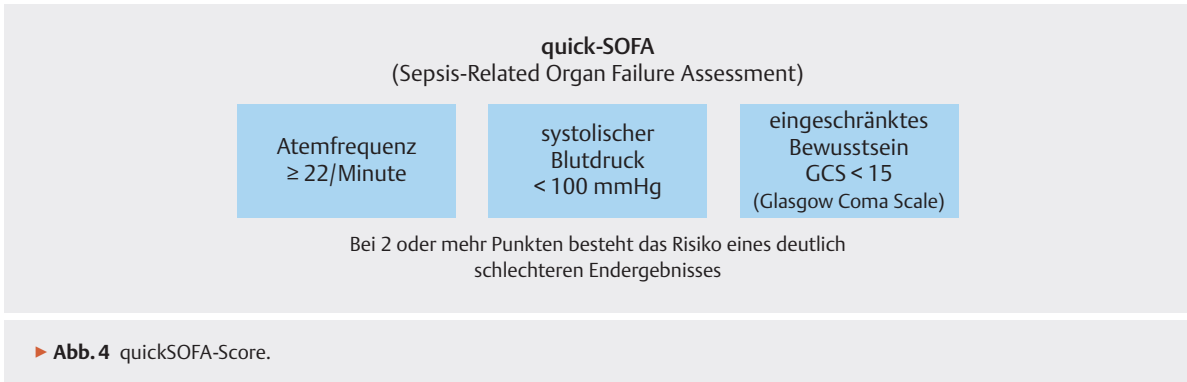 quick-SOFA
(Sepsis-Related Organ Failure Assessment)
Atemfrequenz
≥ 22/Minute
systolischer
Blutdruck
< 100 mmHg
eingeschränktes
Bewusstsein
GCS < 15
(Glasgow Coma Scale)
Bei 2 oder mehr Punkten besteht das Risiko eines deutlich
schlechteren Endergebnisses
► Abb. 4 quickSOFA-Score.